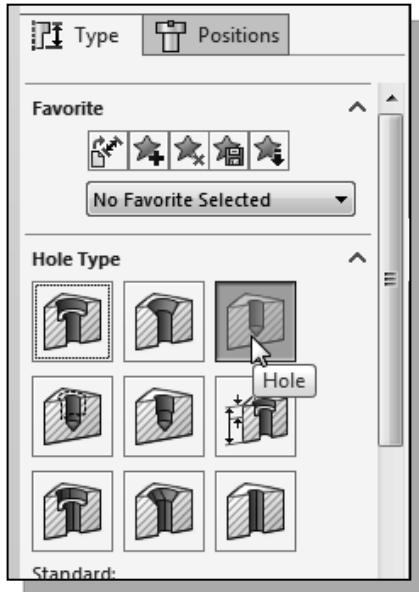 Type Positions
Favorite
No Favorite Selected
Hole Type
Hole
Standard: